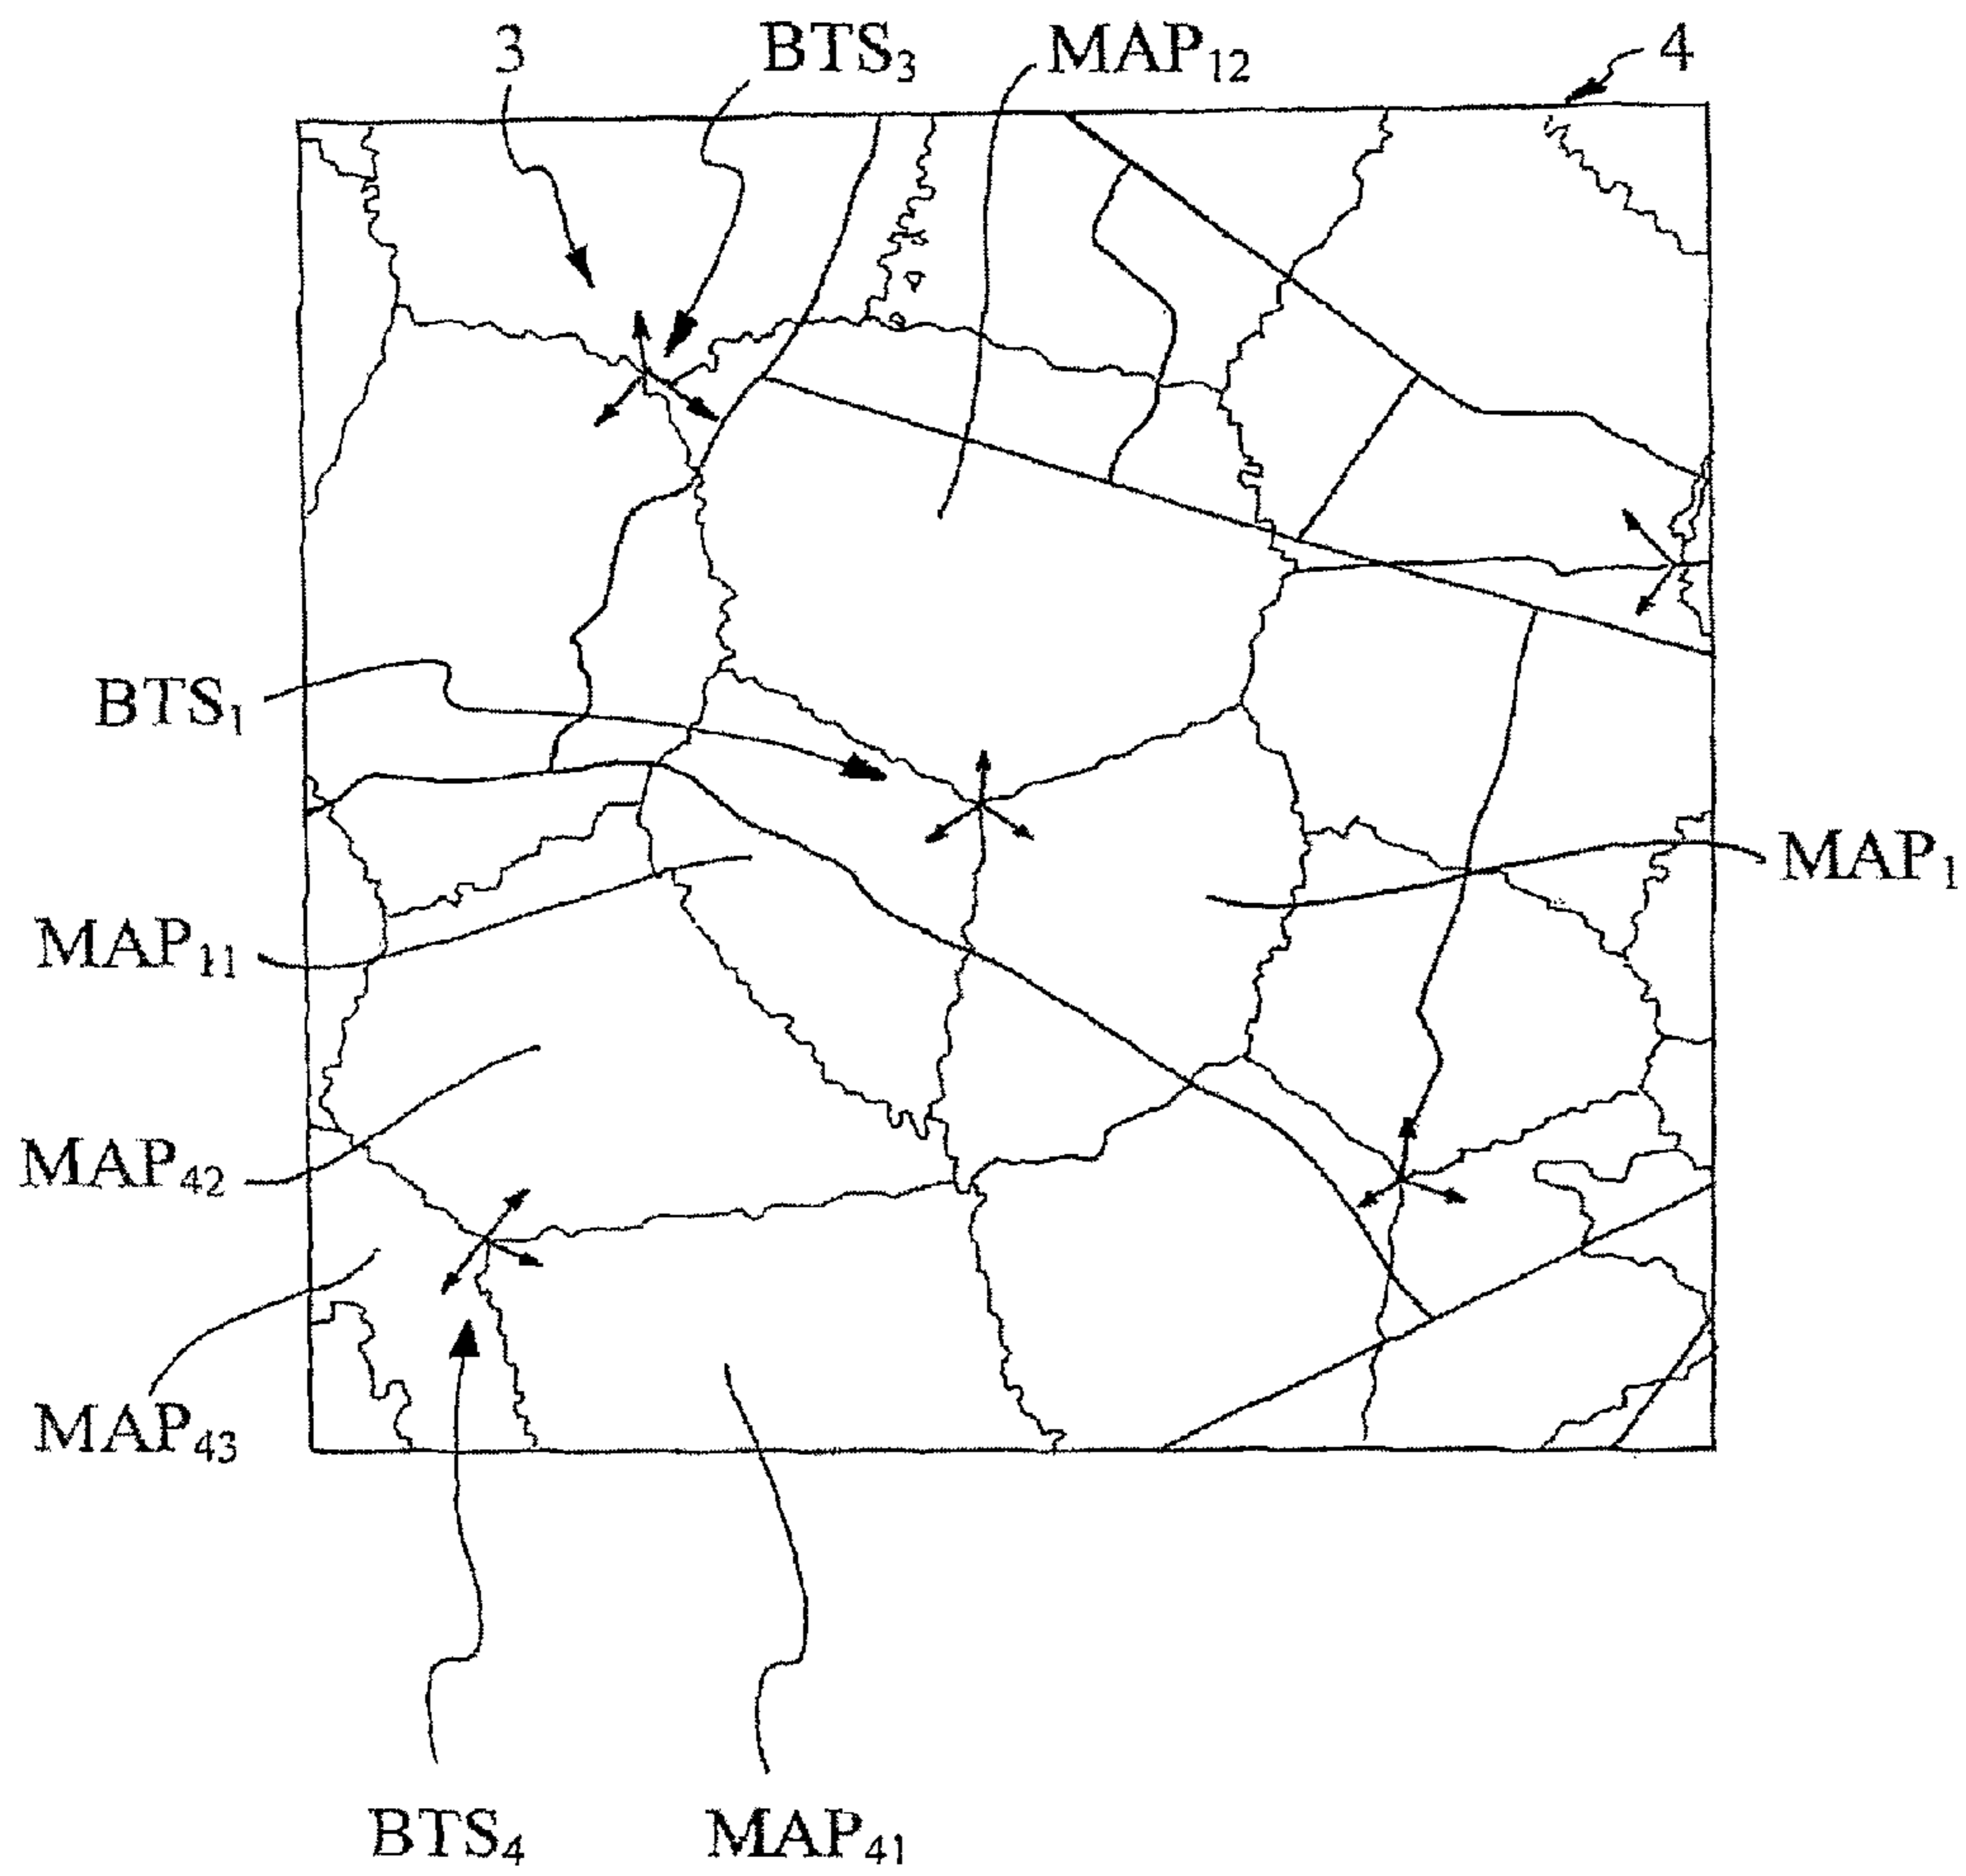 3 BTS₃ MAP₁₂ 4
BTS₁
MAP₁
MAP₁₁
MAP₄₂
MAP₄₃
BTS₄ MAP₄₁